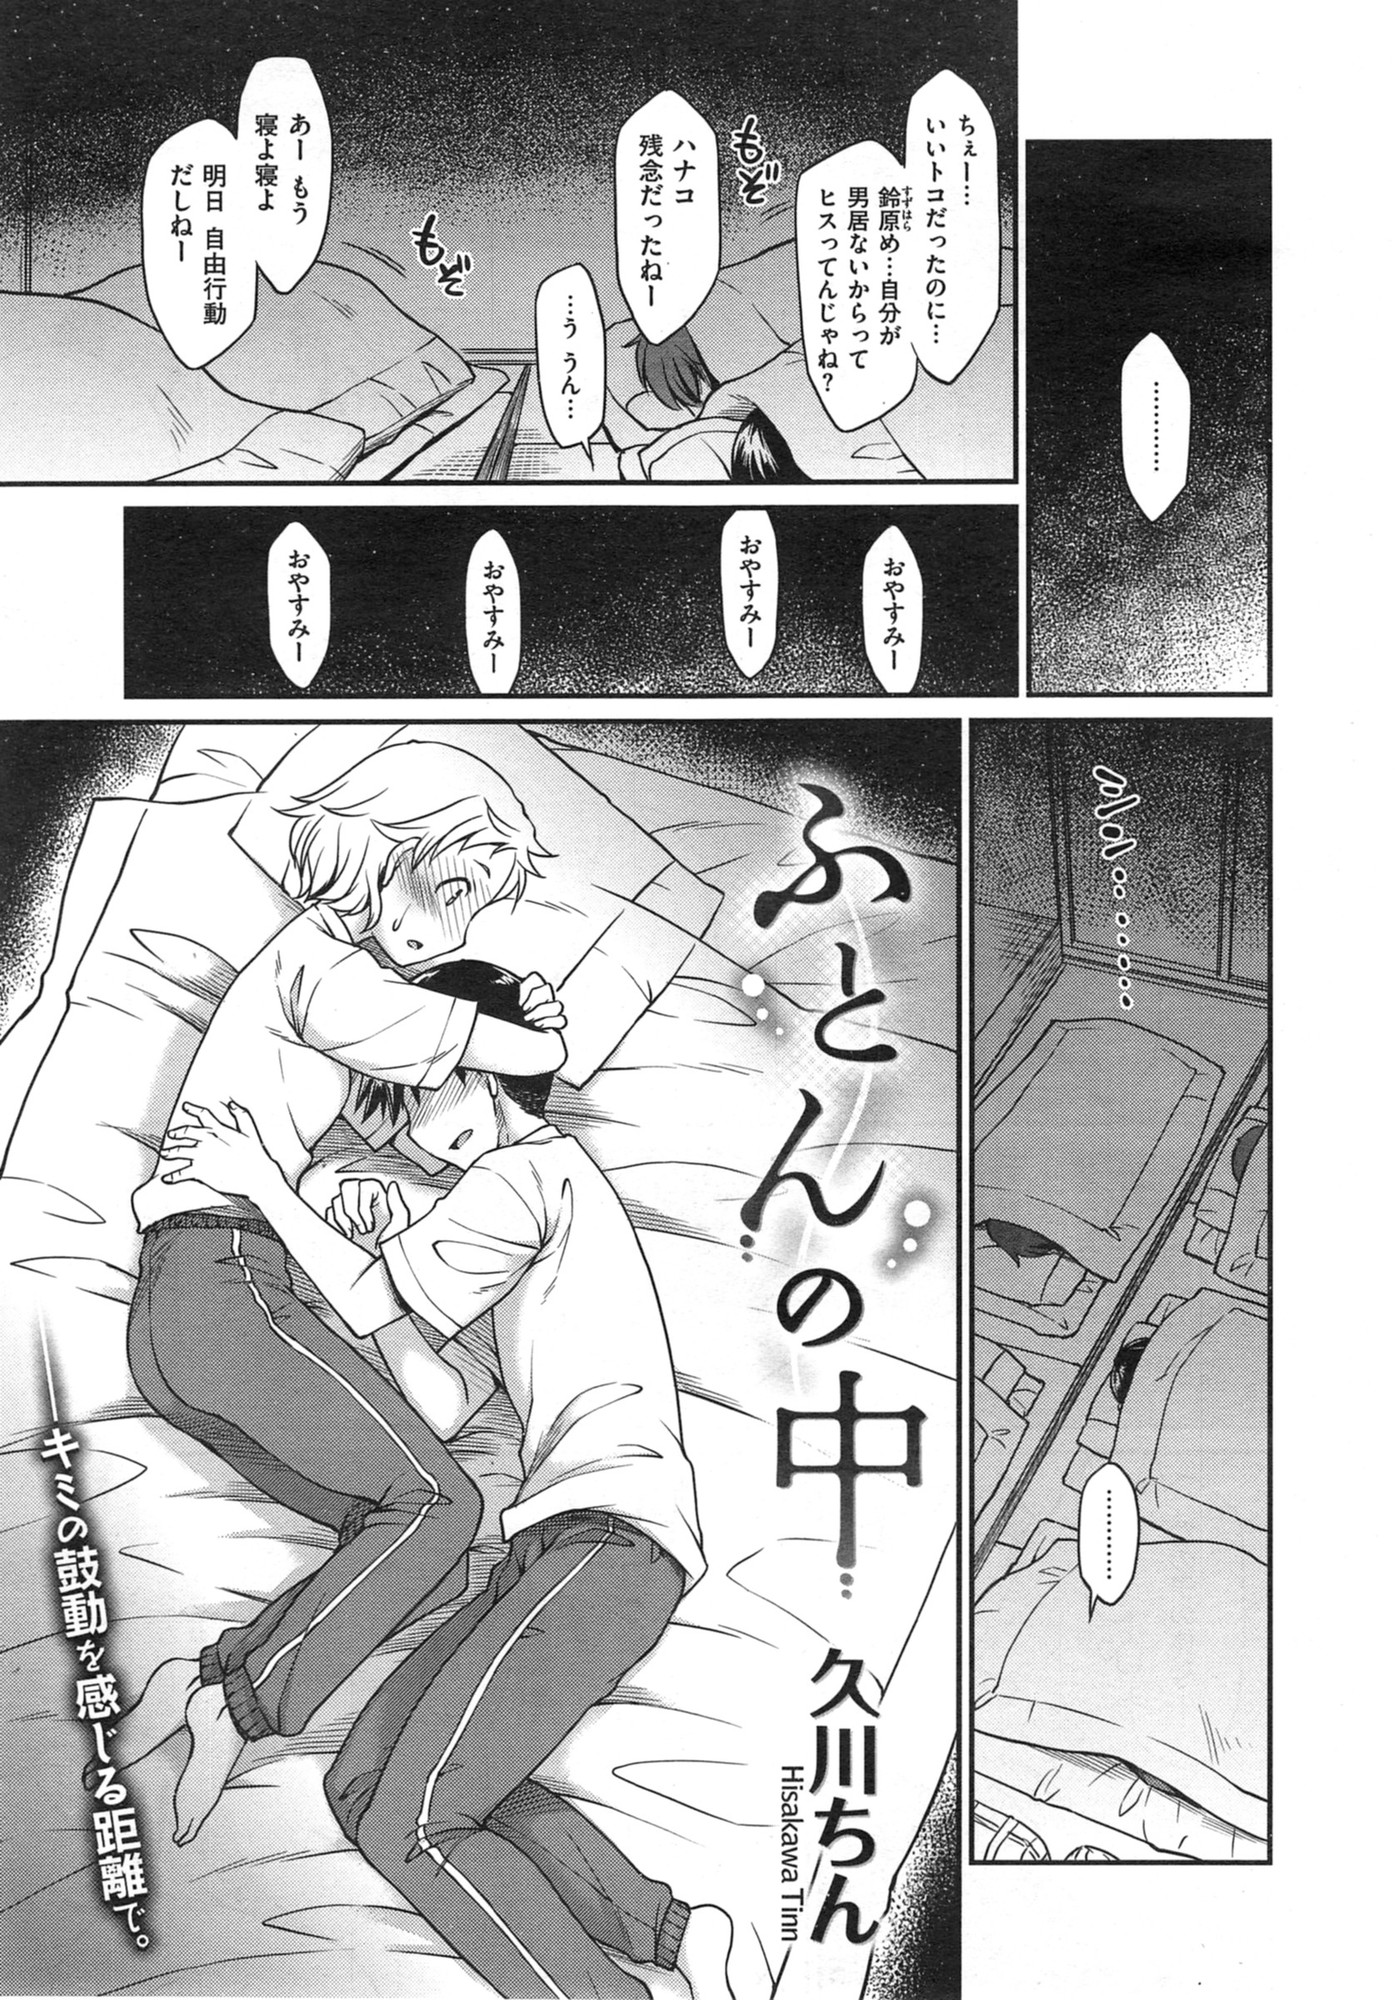 ………
ちぇー…
いいトコだったのに…
鈴原め…自分が
すずはら
男居ないからって
ヒスってんじゃね？
もぞ
ハナコ
残念だったねー
…う うん…
もぞ
あー もう
寝よ寝よ
明日 自由行動
だしねー
おやすみー
おやすみー
おやすみー
おやすみー
………
ふとんの中
久川ちん
Hisakawa Tinn
――キミの鼓動を感じる距離で。